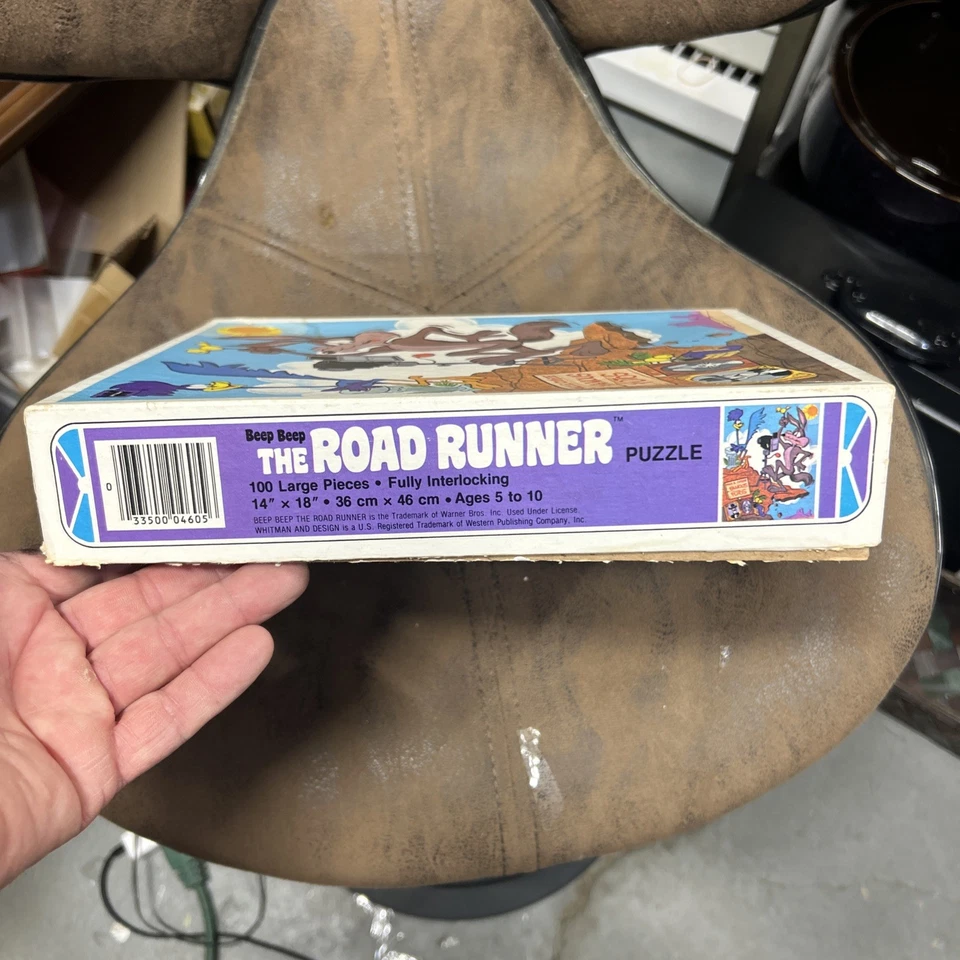 Beep Beep
THE ROAD RUNNER™ PUZZLE
100 Large Pieces • Fully Interlocking
14" × 18" • 36 cm × 46 cm • Ages 5 to 10
BEEP BEEP THE ROAD RUNNER is the Trademark of Warner Bros. Inc. Used Under License.
WHITMAN AND DESIGN is a U.S. Registered Trademark of Western Publishing Company, Inc.
0
33500 04605